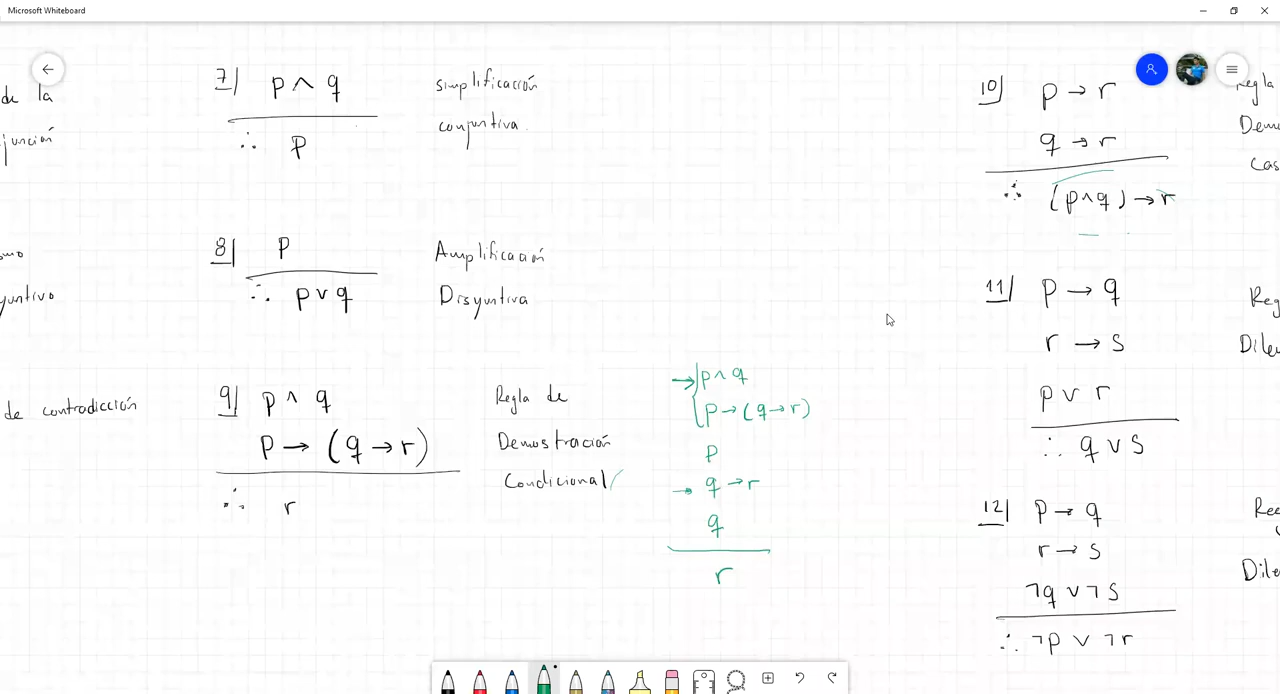 Microsoft Whiteboard
de la
junción
7| p ∧ q
∴ p
simplificación
conjuntiva
8| p
∴ p ∨ q
Amplificación
Disyuntiva
yuntivo
de contradicción
9| p ∧ q
p → (q → r)
∴ r
Regla de
Demostración
Condicional
→ p ∧ q
p → (q → r)
p
→ q → r
q
r
10| p → r
q → r
∴ (p ∧ q) → r
Regla
Demo
Cas
11| p → q
r → s
p ∨ r
∴ q ∨ s
Reg
Dile
12| p → q
r → s
¬q ∨ ¬s
∴ ¬p ∨ ¬r
Dile